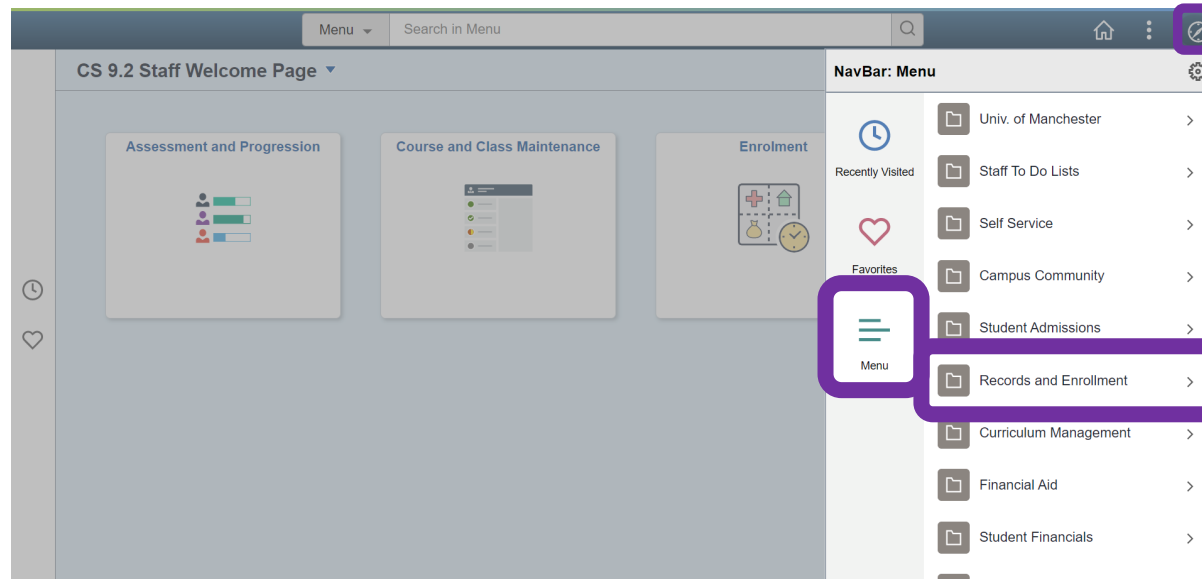 Menu
Search in Menu
CS 9.2 Staff Welcome Page
NavBar: Menu
Assessment and Progression
Course and Class Maintenance
Enrolment
Recently Visited
Favorites
Menu
Univ. of Manchester
Staff To Do Lists
Self Service
Campus Community
Student Admissions
Records and Enrollment
Curriculum Management
Financial Aid
Student Financials